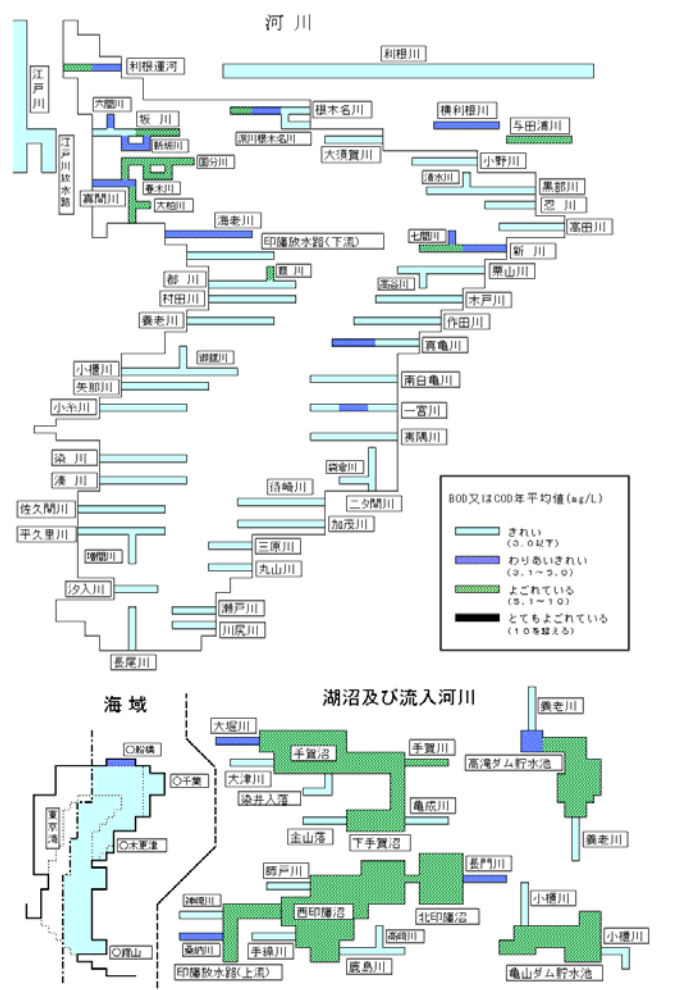 河川
利根川
江戸川
利根運河
六間川
坂川
根木名川
横利根川
与田浦川
新坂川
派川根木名川
大須賀川
江戸川放水路
国分川
小野川
清水川
春木川
黒部川
真間川
大柏川
忍川
海老川
高田川
印旛放水路(下流)
七間川
新川
都川
葭川
栗山川
高谷川
村田川
木戸川
養老川
作田川
真亀川
御腹川
小櫃川
南白亀川
矢那川
小糸川
一宮川
夷隅川
染川
袋倉川
湊川
待崎川
二タ間川
佐久間川
加茂川
平久里川
増間川
三原川
丸山川
汐入川
瀬戸川
川尻川
長尾川
BOD又はCOD年平均値(mg/L)
きれい
(3.0以下)
わりあいきれい
(3.1~5.0)
よごれている
(5.1~10)
とてもよごれている
(10を超える)
海域
○船橋
○千葉
東京湾
○木更津
○館山
湖沼及び流入河川
大堀川
手賀沼
手賀川
大津川
染井入落
亀成川
金山落
下手賀沼
養老川
高滝ダム貯水池
養老川
師戸川
長門川
神崎川
西印旛沼
北印旛沼
桑納川
手繰川
高崎川
印旛放水路(上流)
鹿島川
小櫃川
小櫃川
亀山ダム貯水池